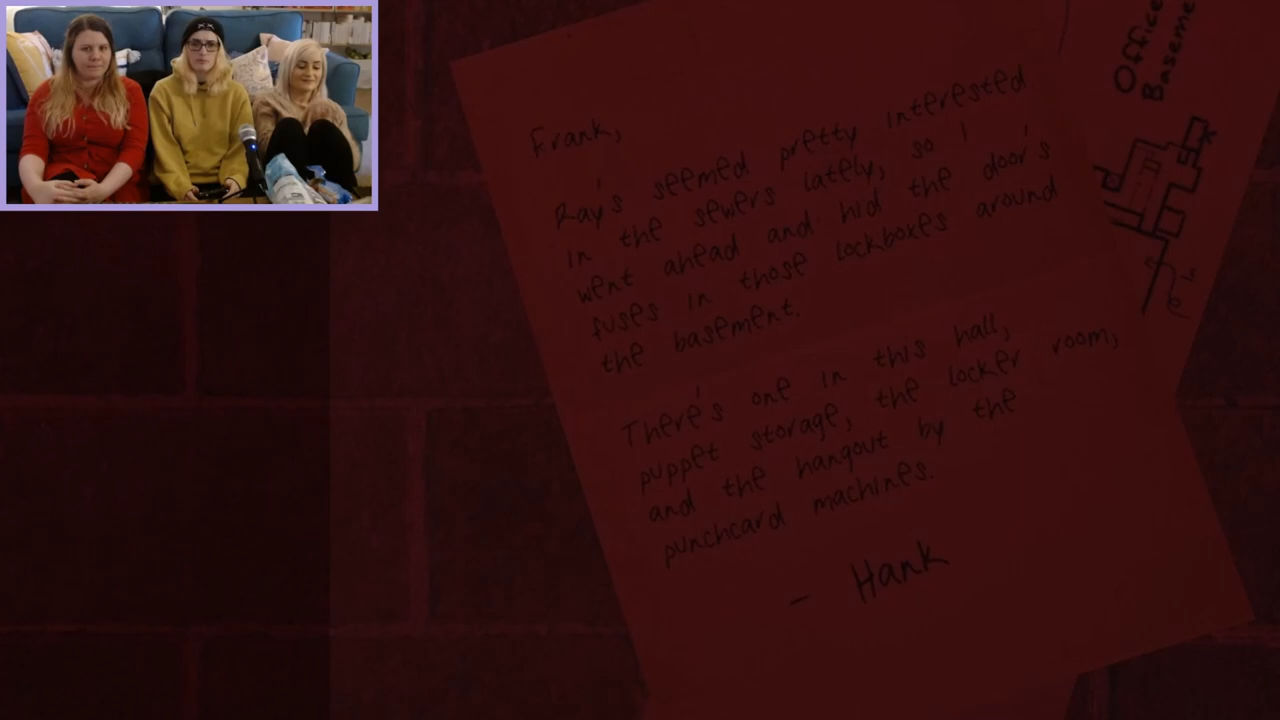 Frank,
Ray's seemed pretty interested
in the sewers lately, so I
went ahead and hid the door's
fuses in those lockboxes around
the basement.
There's one in this hall,
puppet storage, the locker room,
and the hangout by the
punchcard machines.
- Hank
Office
Baseme